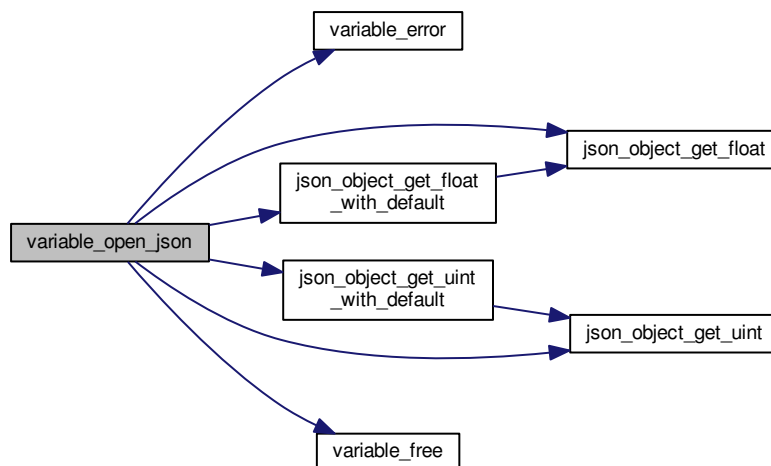 variable_error
json_object_get_float
json_object_get_float
_with_default
variable_open_json
json_object_get_uint
_with_default
json_object_get_uint
variable_free